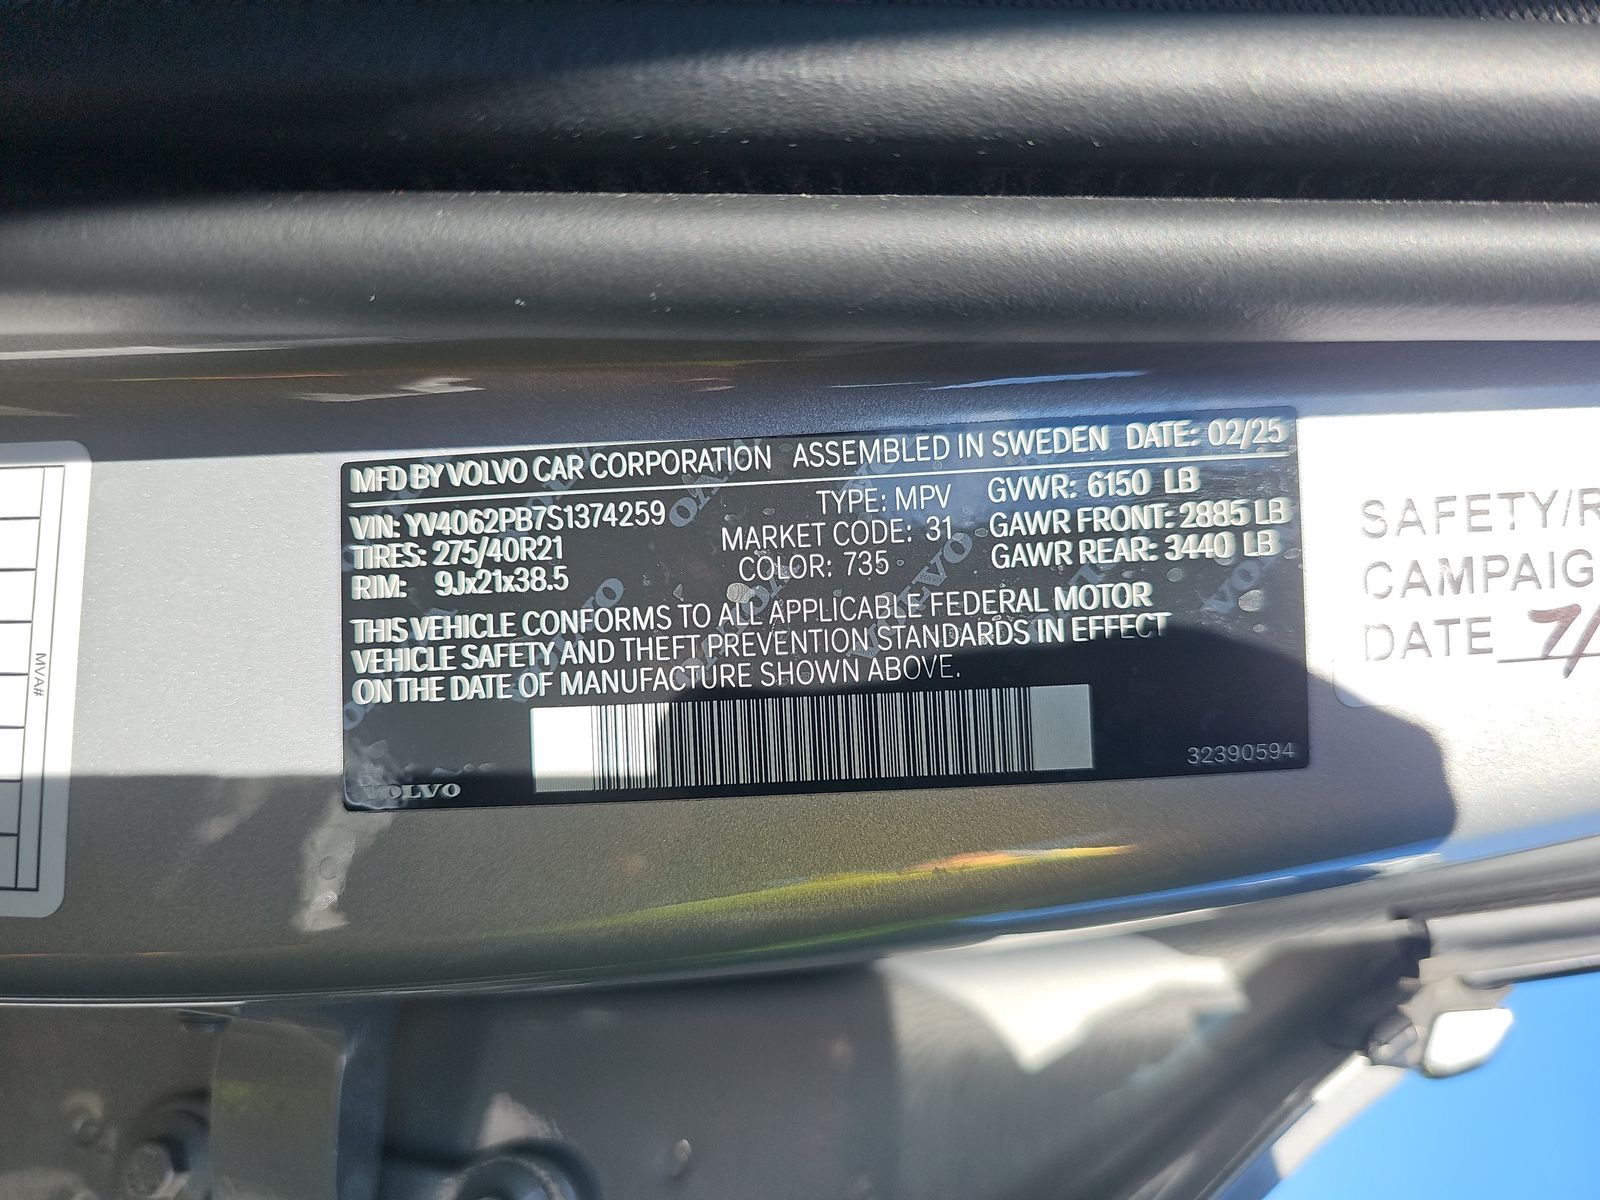 MFD BY VOLVO CAR CORPORATION ASSEMBLED IN SWEDEN DATE: 02/25
VIN: YV4062PB7S1374259 TYPE: MPV GVWR: 6150 LB
TIRES: 275/40R21 MARKET CODE: 31 GAWR FRONT: 2885 LB
RIM: 9Jx21x38.5 COLOR: 735 GAWR REAR: 3440 LB
THIS VEHICLE CONFORMS TO ALL APPLICABLE FEDERAL MOTOR
VEHICLE SAFETY AND THEFT PREVENTION STANDARDS IN EFFECT
ON THE DATE OF MANUFACTURE SHOWN ABOVE.
32390594
VOLVO
MVA#
SAFETY/R
CAMPAIG
DATE 7/